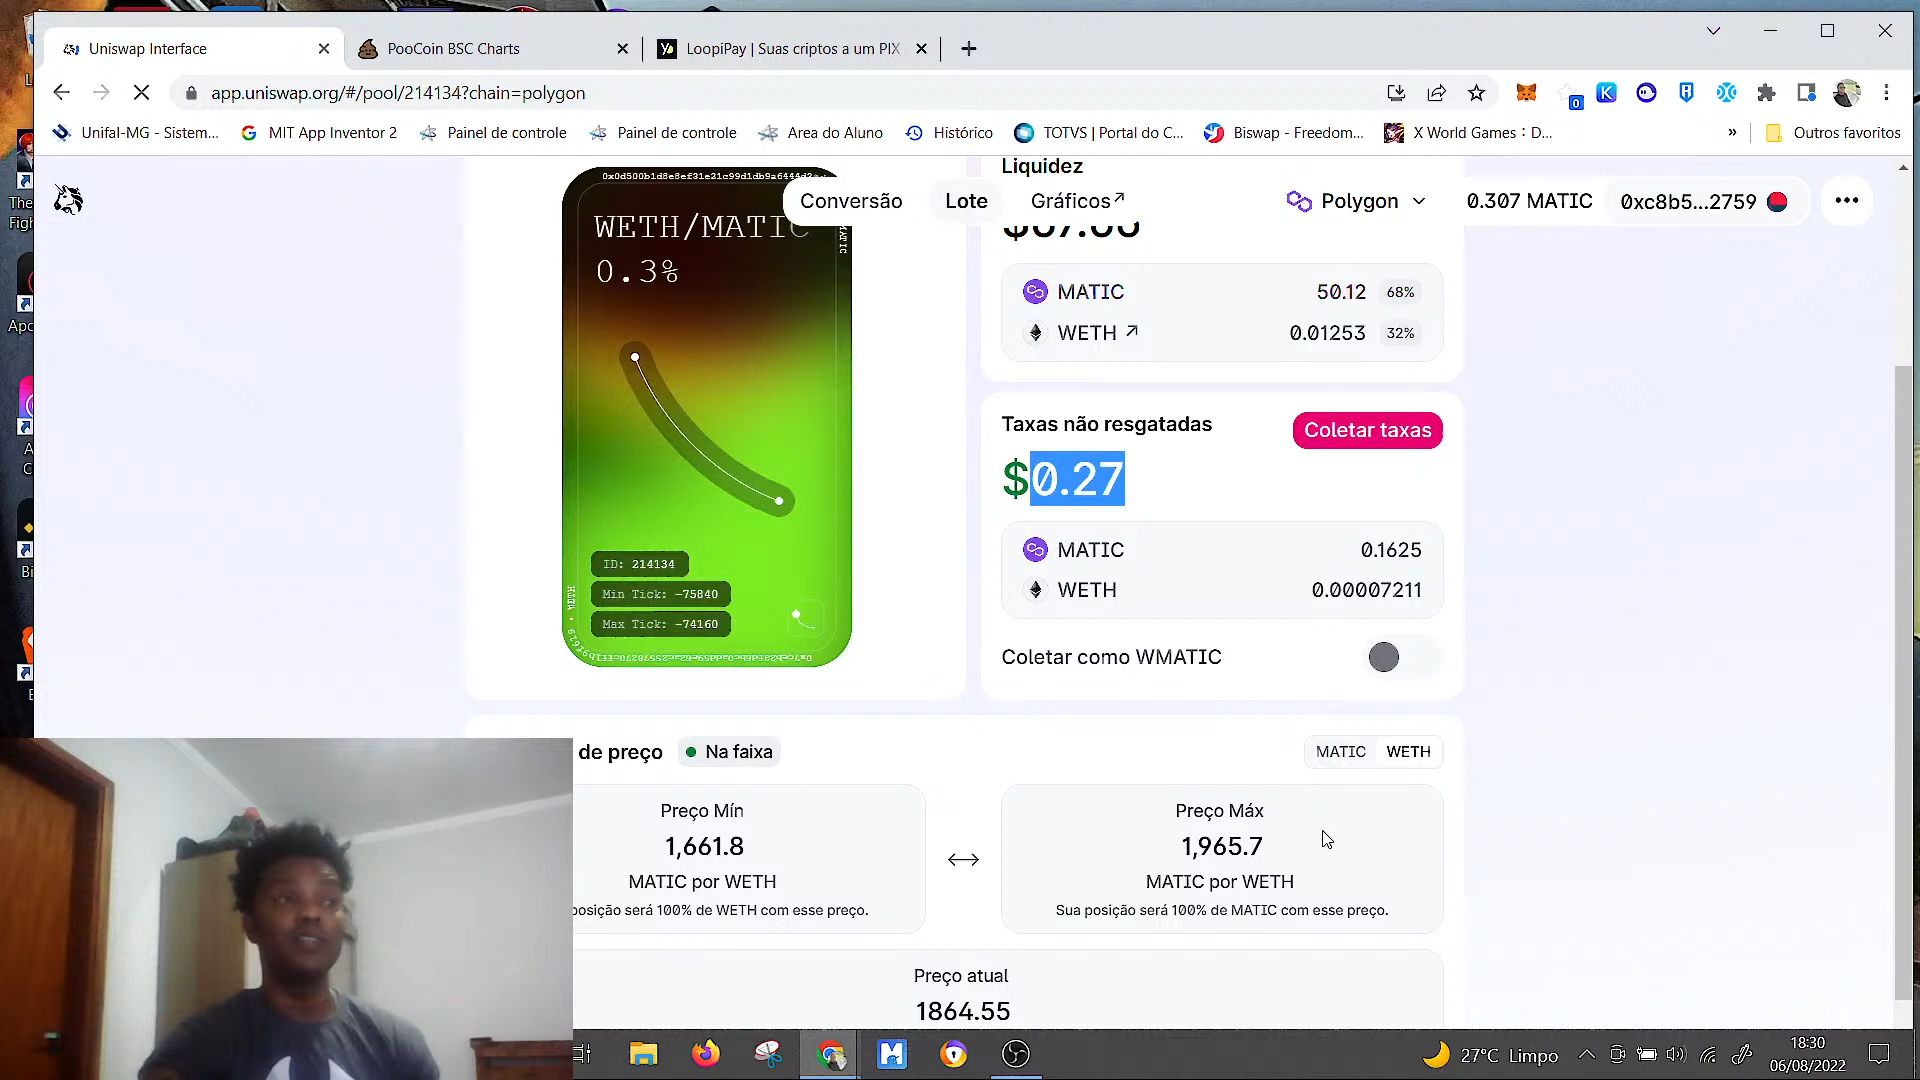 Uniswap Interface
PooCoin BSC Charts
LoopiPay | Suas criptos a um PIX
app.uniswap.org/#/pool/214134?chain=polygon
0
Unifal-MG - Sistem...
MIT App Inventor 2
Painel de controle
Painel de controle
Area do Aluno
Histórico
TOTVS | Portal do C...
Biswap - Freedom...
X World Games : D...
»
Outros favoritos
Conversão
Lote
Gráficos↗
Polygon
0.307 MATIC
0xc8b5...2759
Liquidez
MATIC 50.12 68%
WETH ↗ 0.01253 32%
WETH/MATIC
0.3%
ID: 214134
Min Tick: -75840
Max Tick: -74160
Taxas não resgatadas
Coletar taxas
$0.27
MATIC 0.1625
WETH 0.00007211
Coletar como WMATIC
de preço
Na faixa
MATIC WETH
Preço Mín
1,661.8
MATIC por WETH
posição será 100% de WETH com esse preço.
Preço Máx
1,965.7
MATIC por WETH
Sua posição será 100% de MATIC com esse preço.
Preço atual
1864.55
27°C Limpo
18:30
06/08/2022